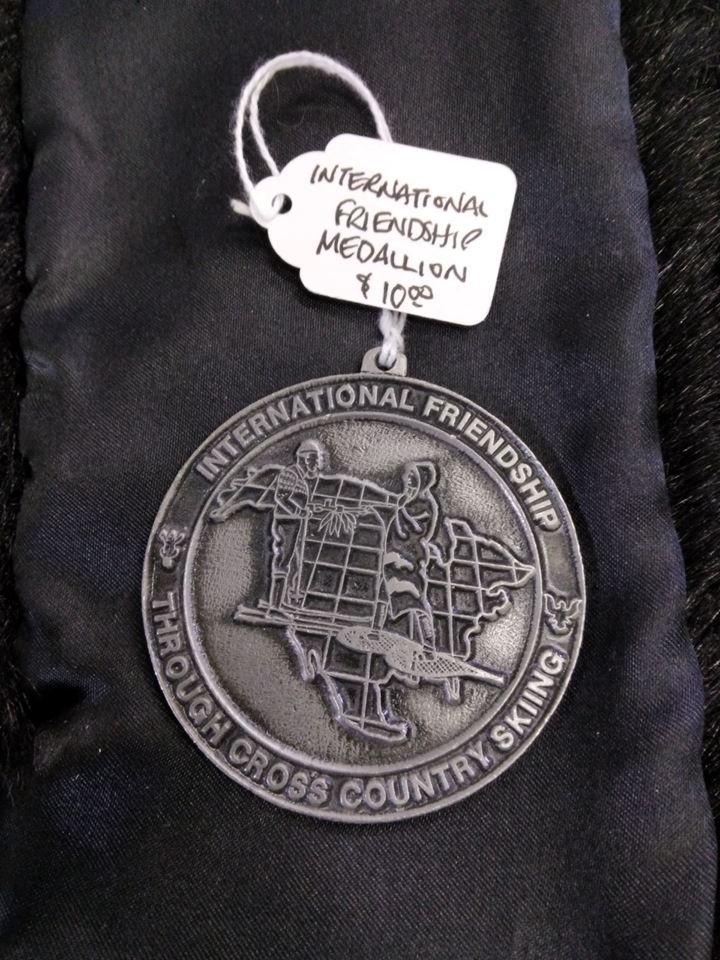 INTERNATIONAL
FRIENDSHIP
MEDALLION
$10.00
INTERNATIONAL FRIENDSHIP
THROUGH CROSS COUNTRY SKIING